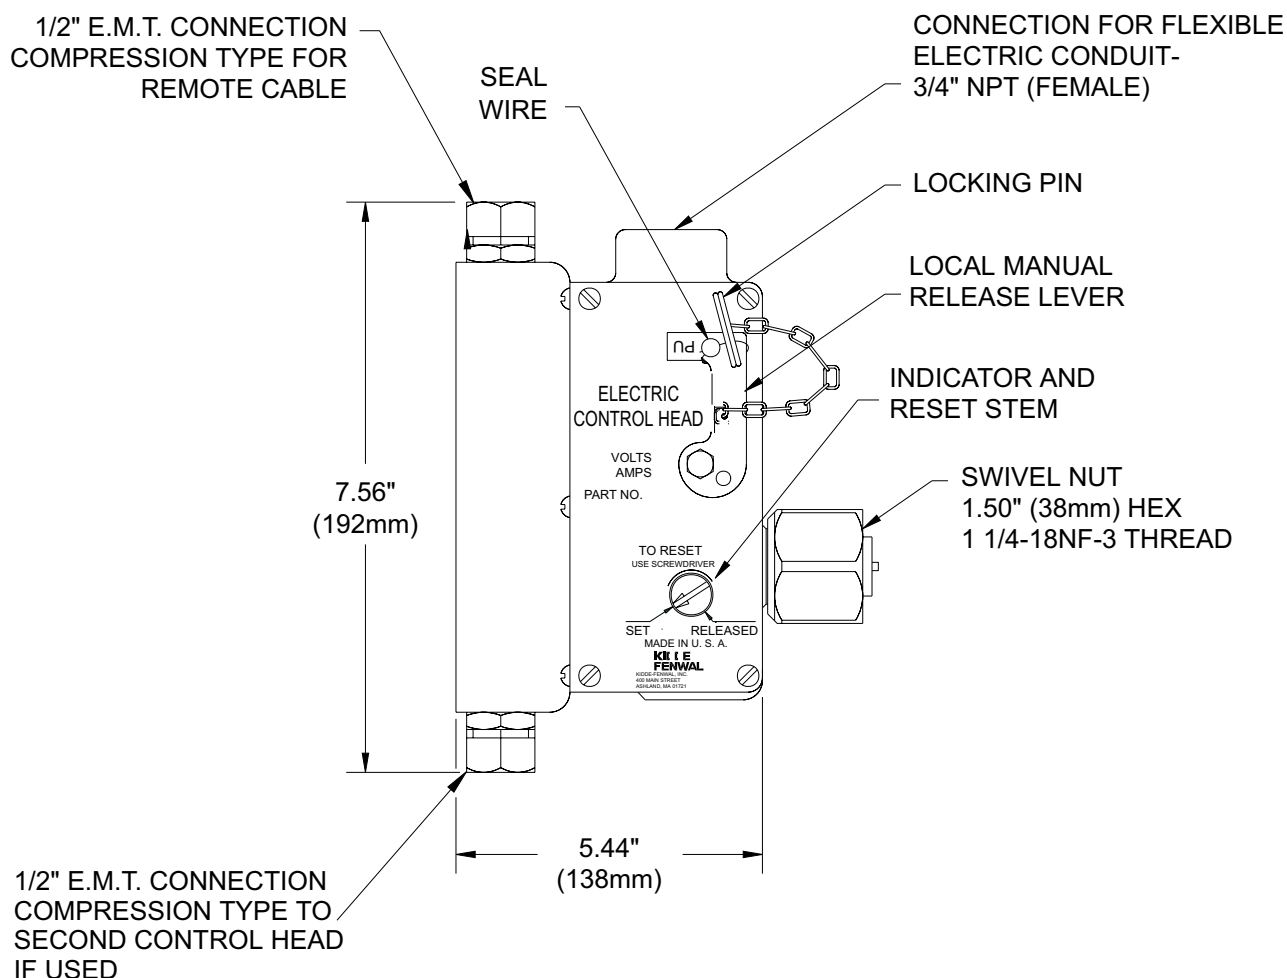 1/2" E.M.T. CONNECTION
COMPRESSION TYPE FOR
REMOTE CABLE
SEAL
WIRE
CONNECTION FOR FLEXIBLE
ELECTRIC CONDUIT-
3/4" NPT (FEMALE)
LOCKING PIN
LOCAL MANUAL
RELEASE LEVER
INDICATOR AND
RESET STEM
SWIVEL NUT
1.50" (38mm) HEX
1 1/4-18NF-3 THREAD
PU
ELECTRIC
CONTROL HEAD
VOLTS
AMPS
PART NO.
TO RESET
USE SCREWDRIVER
SET
RELEASED
MADE IN U. S. A.
FENWAL
KIDDE-FENWAL, INC.
400 MAIN STREET
ASHLAND, MA 01721
7.56"
(192mm)
5.44"
(138mm)
1/2" E.M.T. CONNECTION
COMPRESSION TYPE TO
SECOND CONTROL HEAD
IF USED